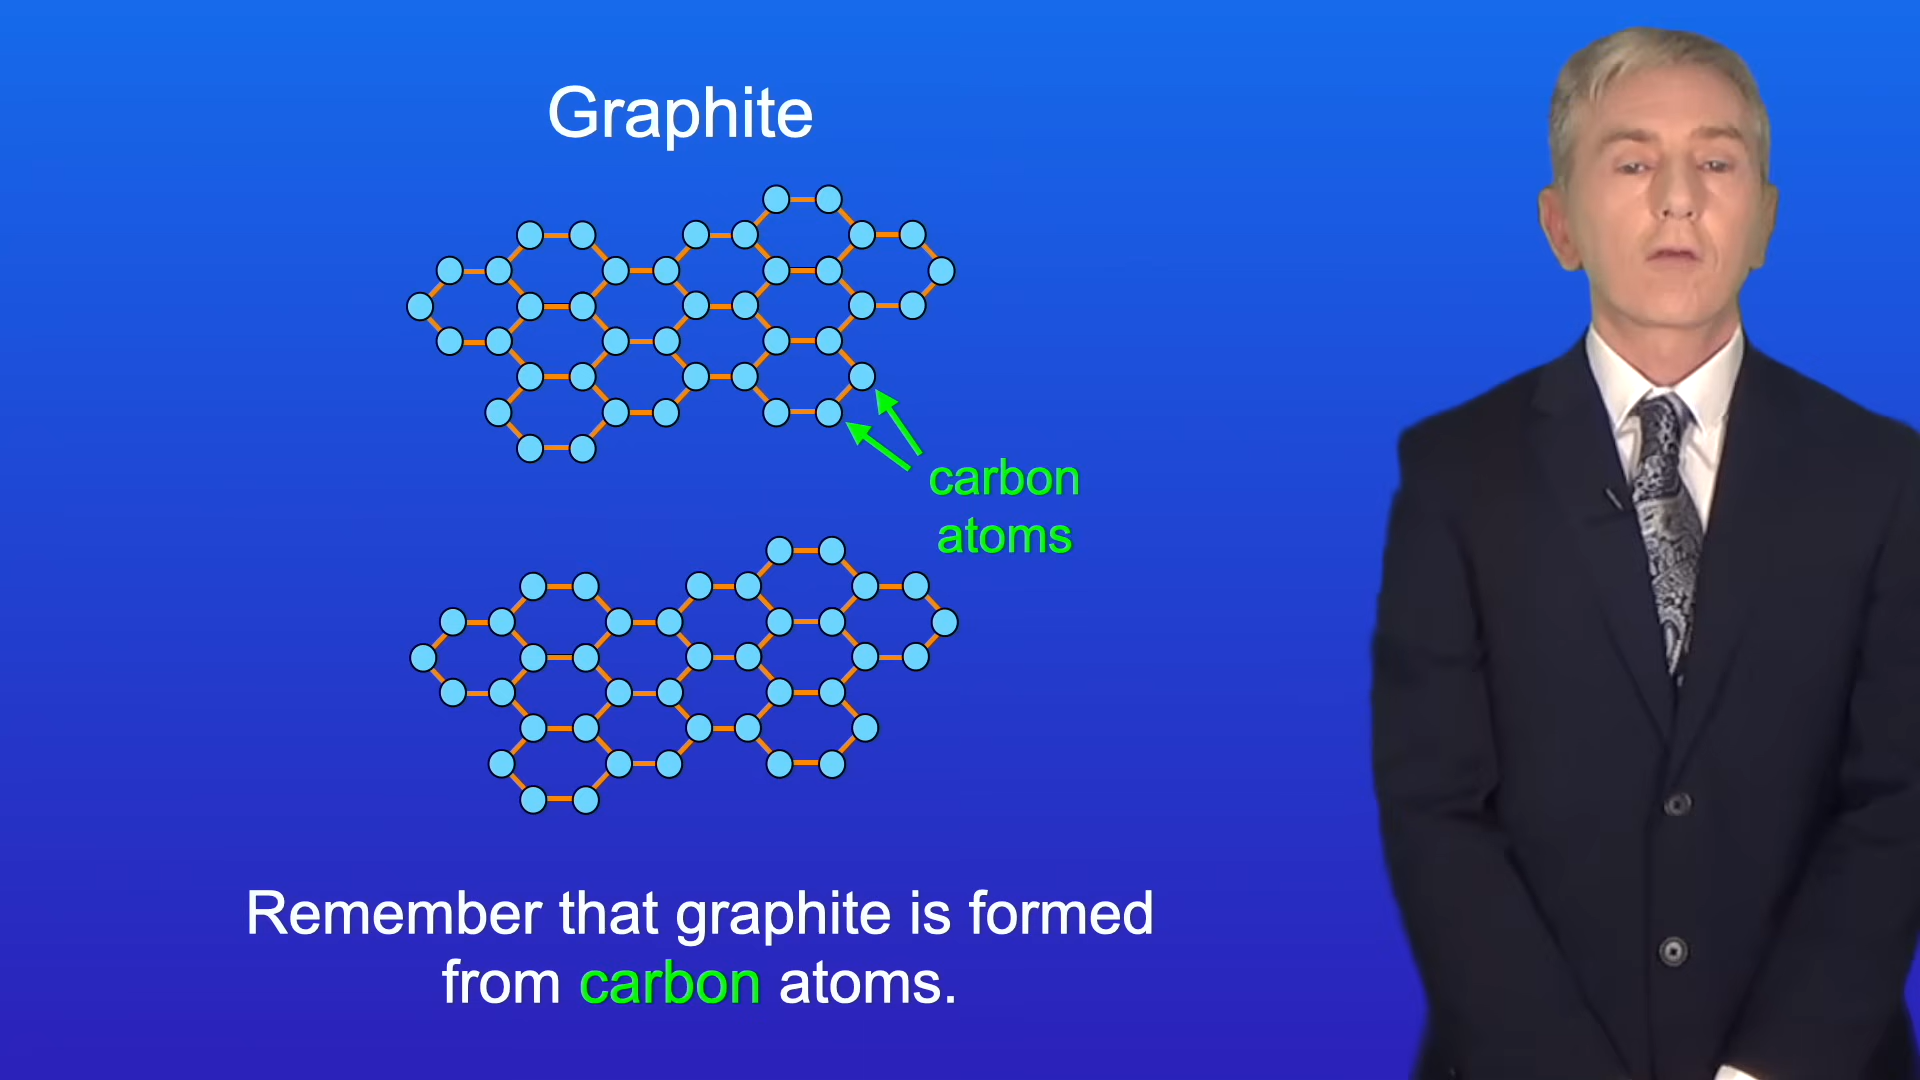 Graphite
carbon
atoms
Remember that graphite is formed
from carbon atoms.